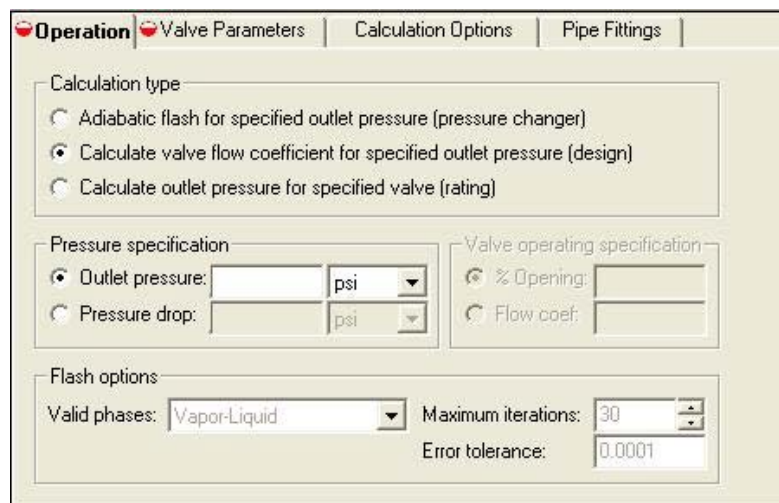 Operation Valve Parameters Calculation Options Pipe Fittings
Calculation type
Adiabatic flash for specified outlet pressure (pressure changer)
Calculate valve flow coefficient for specified outlet pressure (design)
Calculate outlet pressure for specified valve (rating)
Pressure specification Valve operating specification
Outlet pressure: psi % Opening:
Pressure drop: psi Flow coef:
Flash options
Valid phases: Vapor-Liquid Maximum iterations: 30
Error tolerance: 0.0001